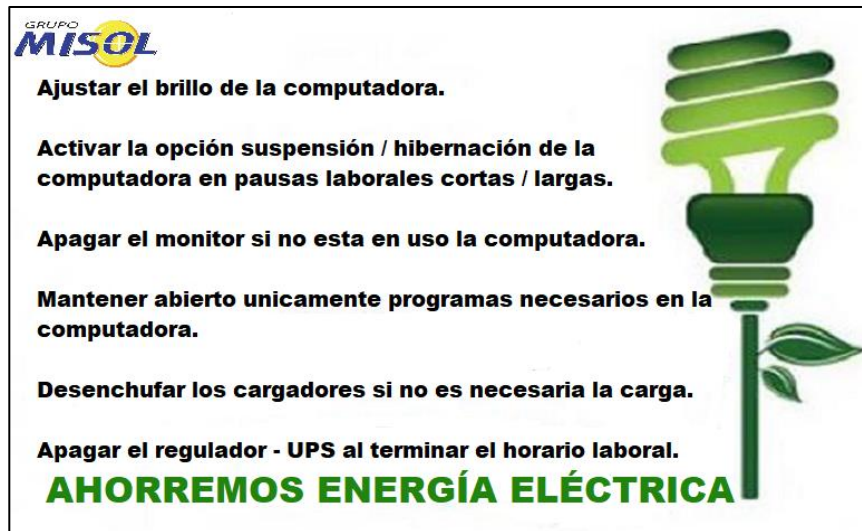 GRUPO
MISOL
Ajustar el brillo de la computadora.
Activar la opción suspensión / hibernación de la
computadora en pausas laborales cortas / largas.
Apagar el monitor si no esta en uso la computadora.
Mantener abierto unicamente programas necesarios en la
computadora.
Desenchufar los cargadores si no es necesaria la carga.
Apagar el regulador - UPS al terminar el horario laboral.
AHORREMOS ENERGÍA ELÉCTRICA